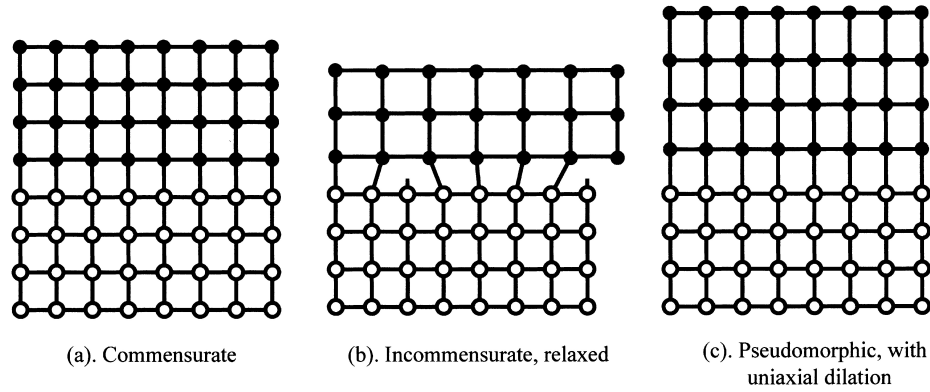 (a). Commensurate
(b). Incommensurate, relaxed
(c). Pseudomorphic, with
uniaxial dilation